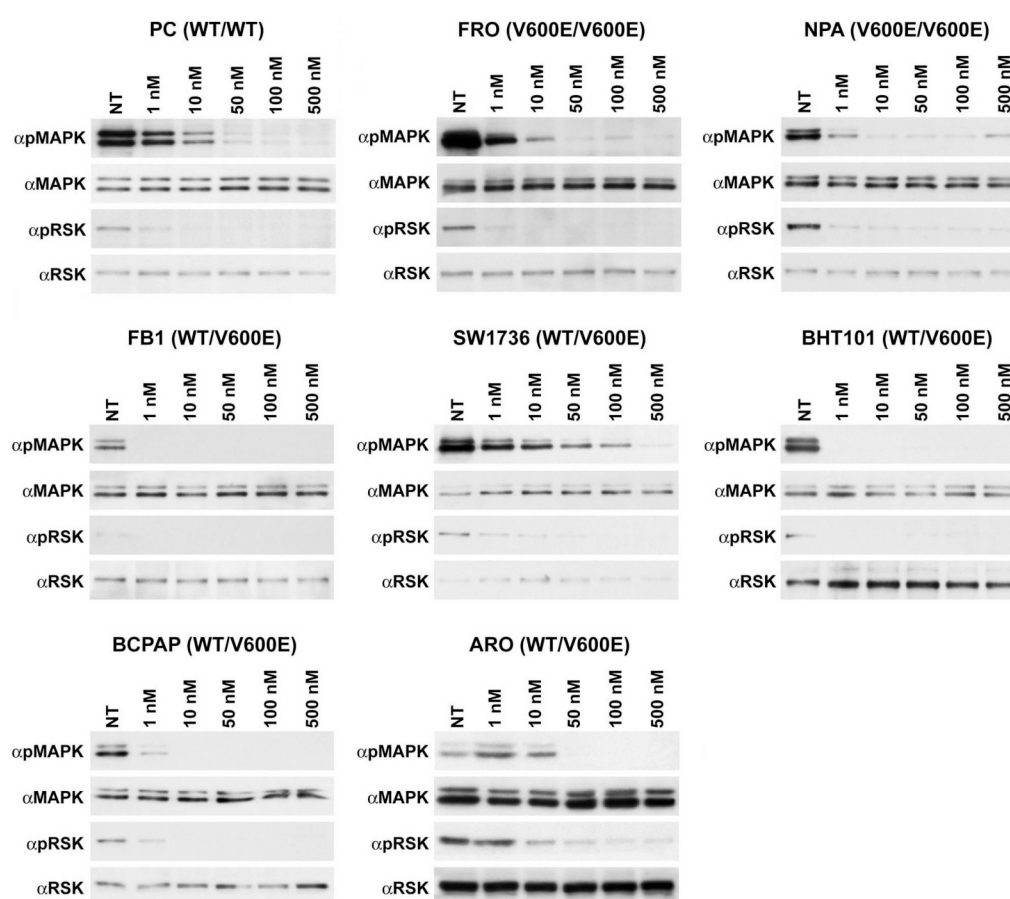 PC (WT/WT)
FRO (V600E/V600E)
NPA (V600E/V600E)
NT 1 nM 10 nM 50 nM 100 nM 500 nM
NT 1 nM 10 nM 50 nM 100 nM 500 nM
NT 1 nM 10 nM 50 nM 100 nM 500 nM
αpMAPK
αpMAPK
αpMAPK
αMAPK
αMAPK
αMAPK
αpRSK
αpRSK
αpRSK
αRSK
αRSK
αRSK
FB1 (WT/V600E)
SW1736 (WT/V600E)
BHT101 (WT/V600E)
NT 1 nM 10 nM 50 nM 100 nM 500 nM
NT 1 nM 10 nM 50 nM 100 nM 500 nM
NT 1 nM 10 nM 50 nM 100 nM 500 nM
αpMAPK
αpMAPK
αpMAPK
αMAPK
αMAPK
αMAPK
αpRSK
αpRSK
αpRSK
αRSK
αRSK
αRSK
BCPAP (WT/V600E)
ARO (WT/V600E)
NT 1 nM 10 nM 50 nM 100 nM 500 nM
NT 1 nM 10 nM 50 nM 100 nM 500 nM
αpMAPK
αpMAPK
αMAPK
αMAPK
αpRSK
αpRSK
αRSK
αRSK